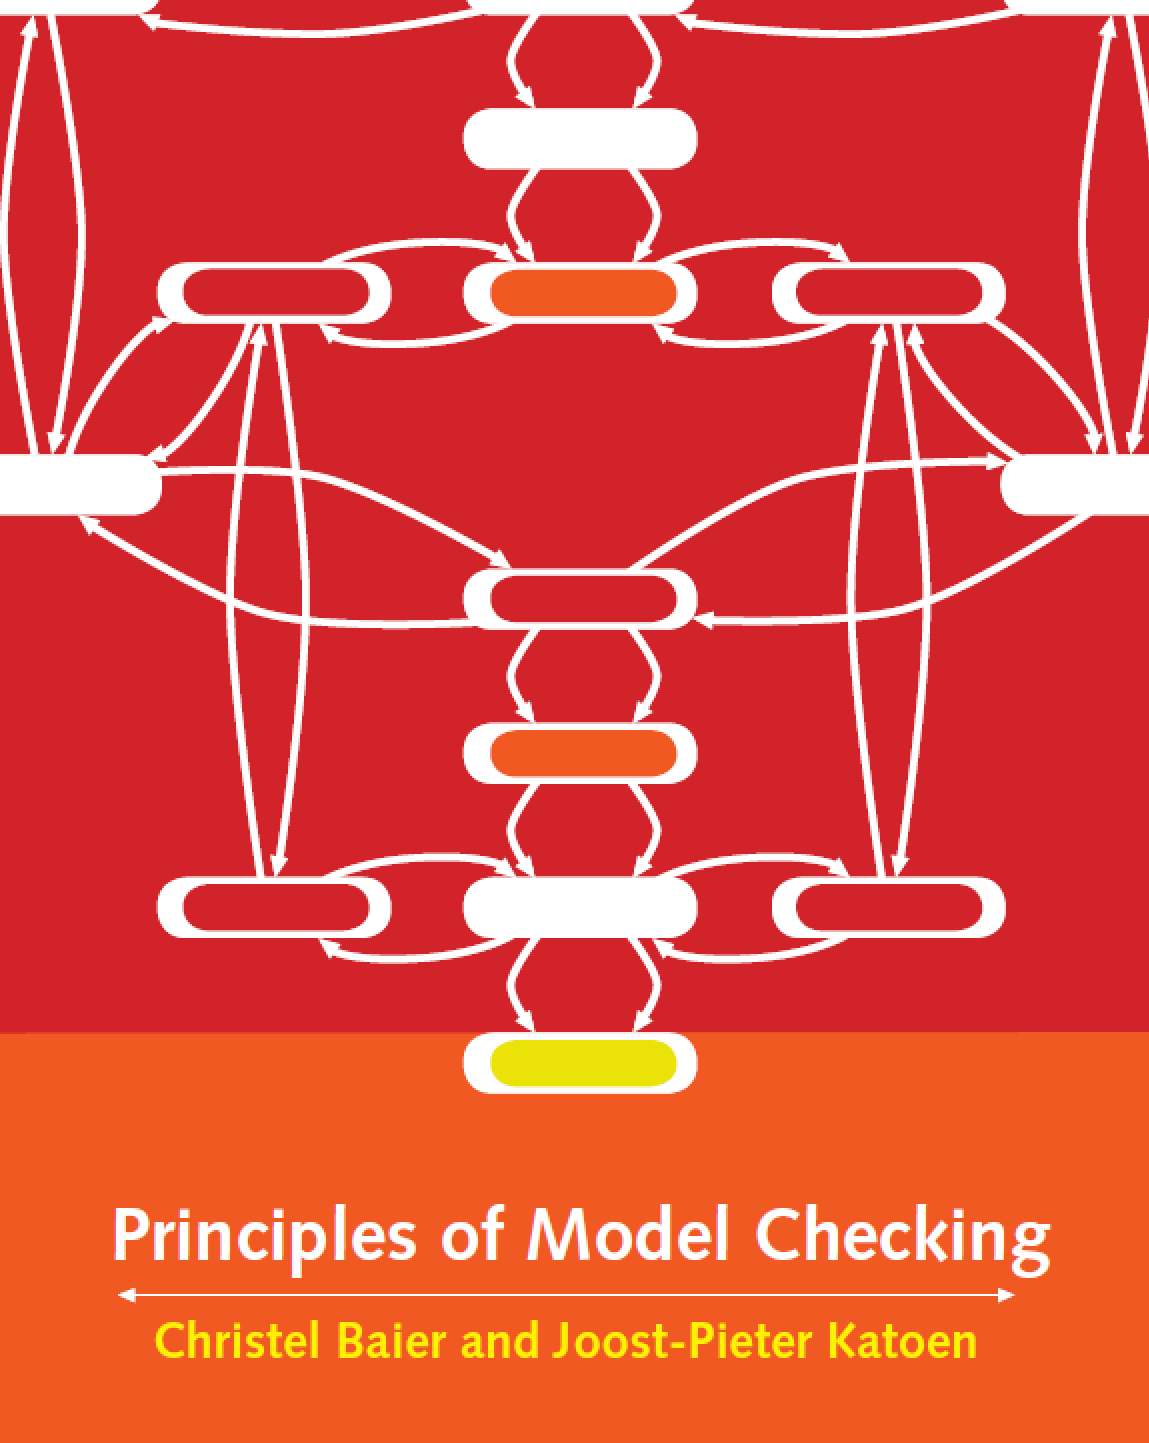 Principles of Model Checking
Christel Baier and Joost-Pieter Katoen